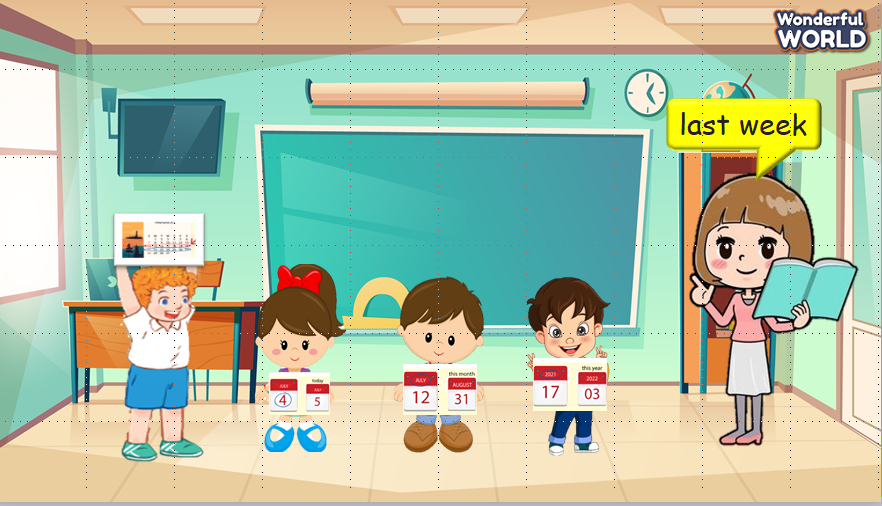 Wonderful
WORLD
last week
JULY
4
today
JULY
5
JULY
12
this month
AUGUST
31
2021
17
this year
2022
03